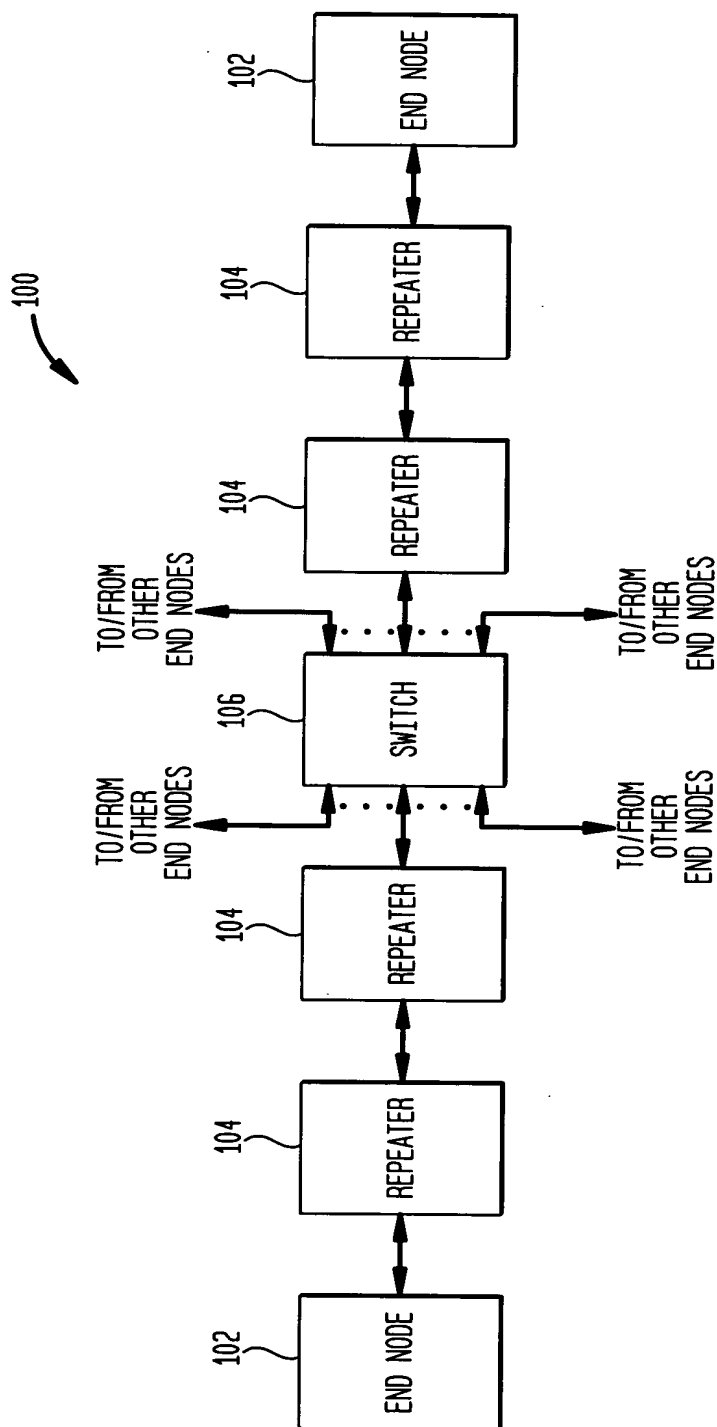 100
TO/FROM
OTHER
END NODES
TO/FROM
OTHER
END NODES
102
104
104
106
104
104
102
END NODE
REPEATER
REPEATER
SWITCH
REPEATER
REPEATER
END NODE
TO/FROM
OTHER
END NODES
TO/FROM
OTHER
END NODES